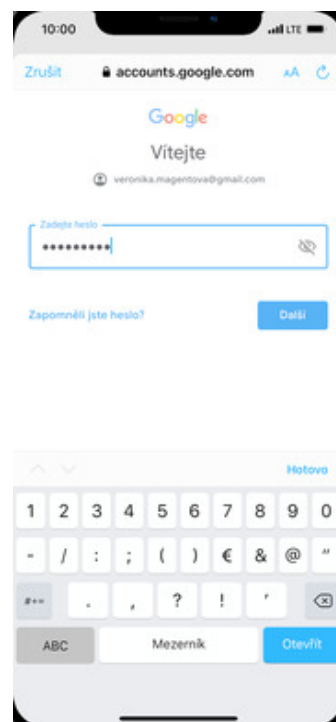 10:00 LTE
Zrušit accounts.google.com AA
Google
Vítejte
veronika.magentova@gmail.com
Zadejte heslo
•••••••••
Zapomněli jste heslo? Další
Hotovo
1 2 3 4 5 6 7 8 9 0
- / : ; ( ) € & @ "
#+= . , ? ! '
ABC Mezerník Otevřít